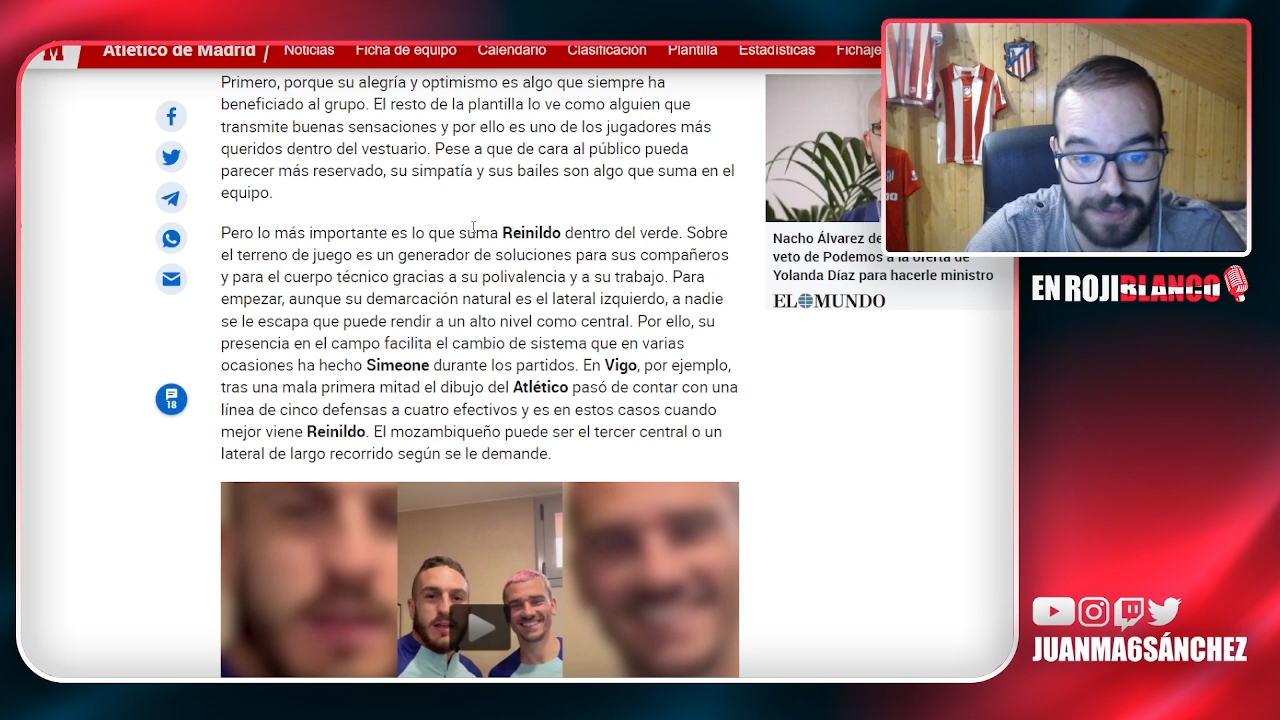 Atlético de Madrid / Noticias Ficha de equipo Calendario Clasificación Plantilla Estadísticas Fichaje
Primero, porque su alegría y optimismo es algo que siempre ha
beneficiado al grupo. El resto de la plantilla lo ve como alguien que
transmite buenas sensaciones y por ello es uno de los jugadores más
queridos dentro del vestuario. Pese a que de cara al público pueda
parecer más reservado, su simpatía y sus bailes son algo que suma en el
equipo.
Pero lo más importante es lo que suma Reinildo dentro del verde. Sobre
el terreno de juego es un generador de soluciones para sus compañeros
y para el cuerpo técnico gracias a su polivalencia y a su trabajo. Para
empezar, aunque su demarcación natural es el lateral izquierdo, a nadie
se le escapa que puede rendir a un alto nivel como central. Por ello, su
presencia en el campo facilita el cambio de sistema que en varias
ocasiones ha hecho Simeone durante los partidos. En Vigo, por ejemplo,
tras una mala primera mitad el dibujo del Atlético pasó de contar con una
línea de cinco defensas a cuatro efectivos y es en estos casos cuando
mejor viene Reinildo. El mozambiqueño puede ser el tercer central o un
lateral de largo recorrido según se le demande.
18
Nacho Álvarez de
veto de Podemos a la oferta de
Yolanda Díaz para hacerle ministro
EL MUNDO
EN ROJIBLANCO
JUANMA6SÁNCHEZ